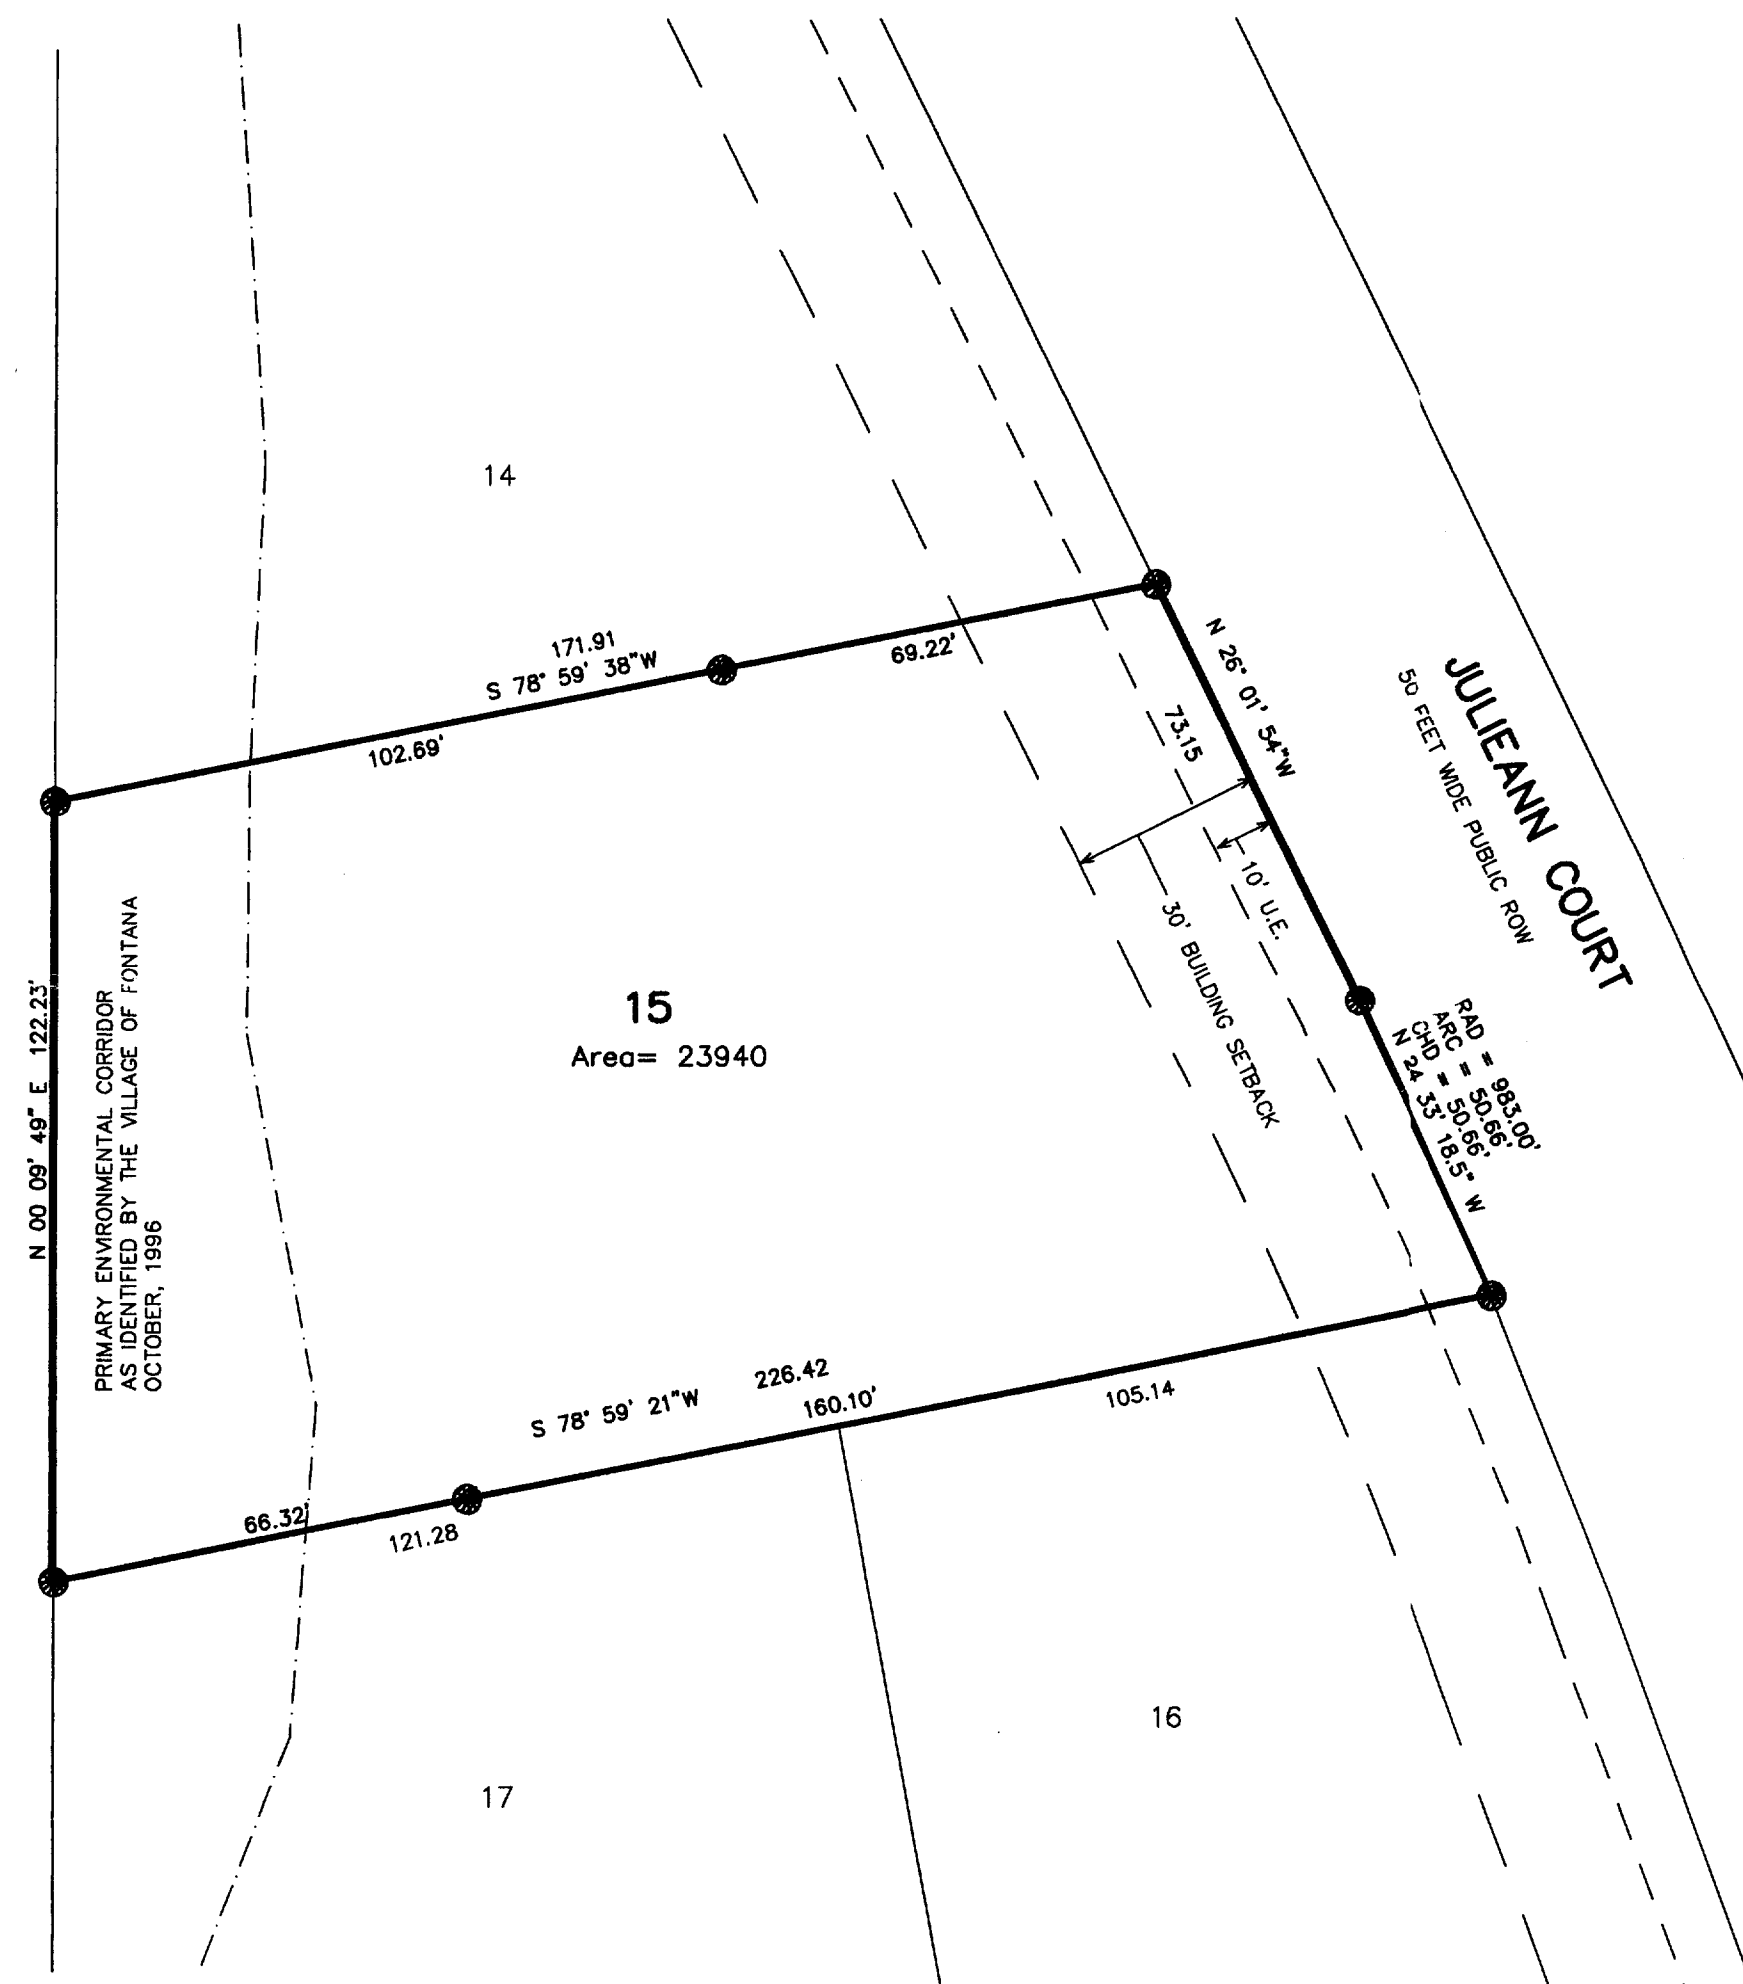 14
171.91
S 78° 59' 38"W
69.22'
102.69'
N 26° 01' 54"W
73.15
JULIEANN COURT
50 FEET WIDE PUBLIC ROW
10' U.E.
30' BUILDING SETBACK
15
Area= 23940
RAD = 983.00'
ARC = 50.66'
CHD = 50.66'
N 24 33' 18.5" W
N 00 09' 49" E 122.23'
PRIMARY ENVIRONMENTAL CORRIDOR
AS IDENTIFIED BY THE VILLAGE OF FONTANA
OCTOBER, 1996
S 78° 59' 21"W
226.42
160.10'
105.14
66.32'
121.28
16
17